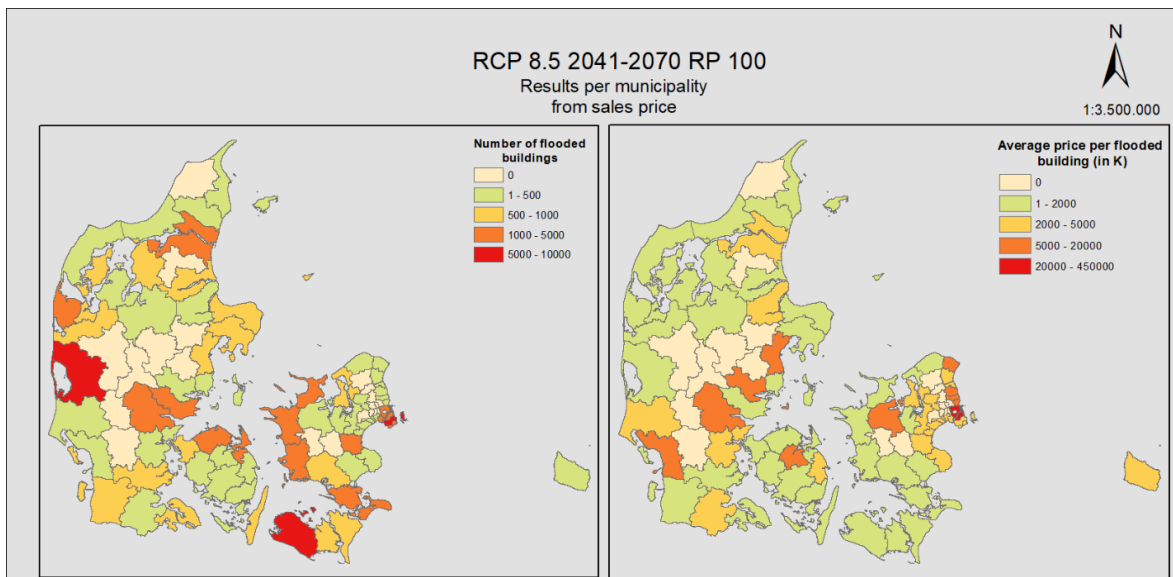 RCP 8.5 2041-2070 RP 100
Results per municipality
from sales price
N
1:3.500.000
Number of flooded
buildings
0
1 - 500
500 - 1000
1000 - 5000
5000 - 10000
Average price per flooded
building (in K)
0
1 - 2000
2000 - 5000
5000 - 20000
20000 - 450000